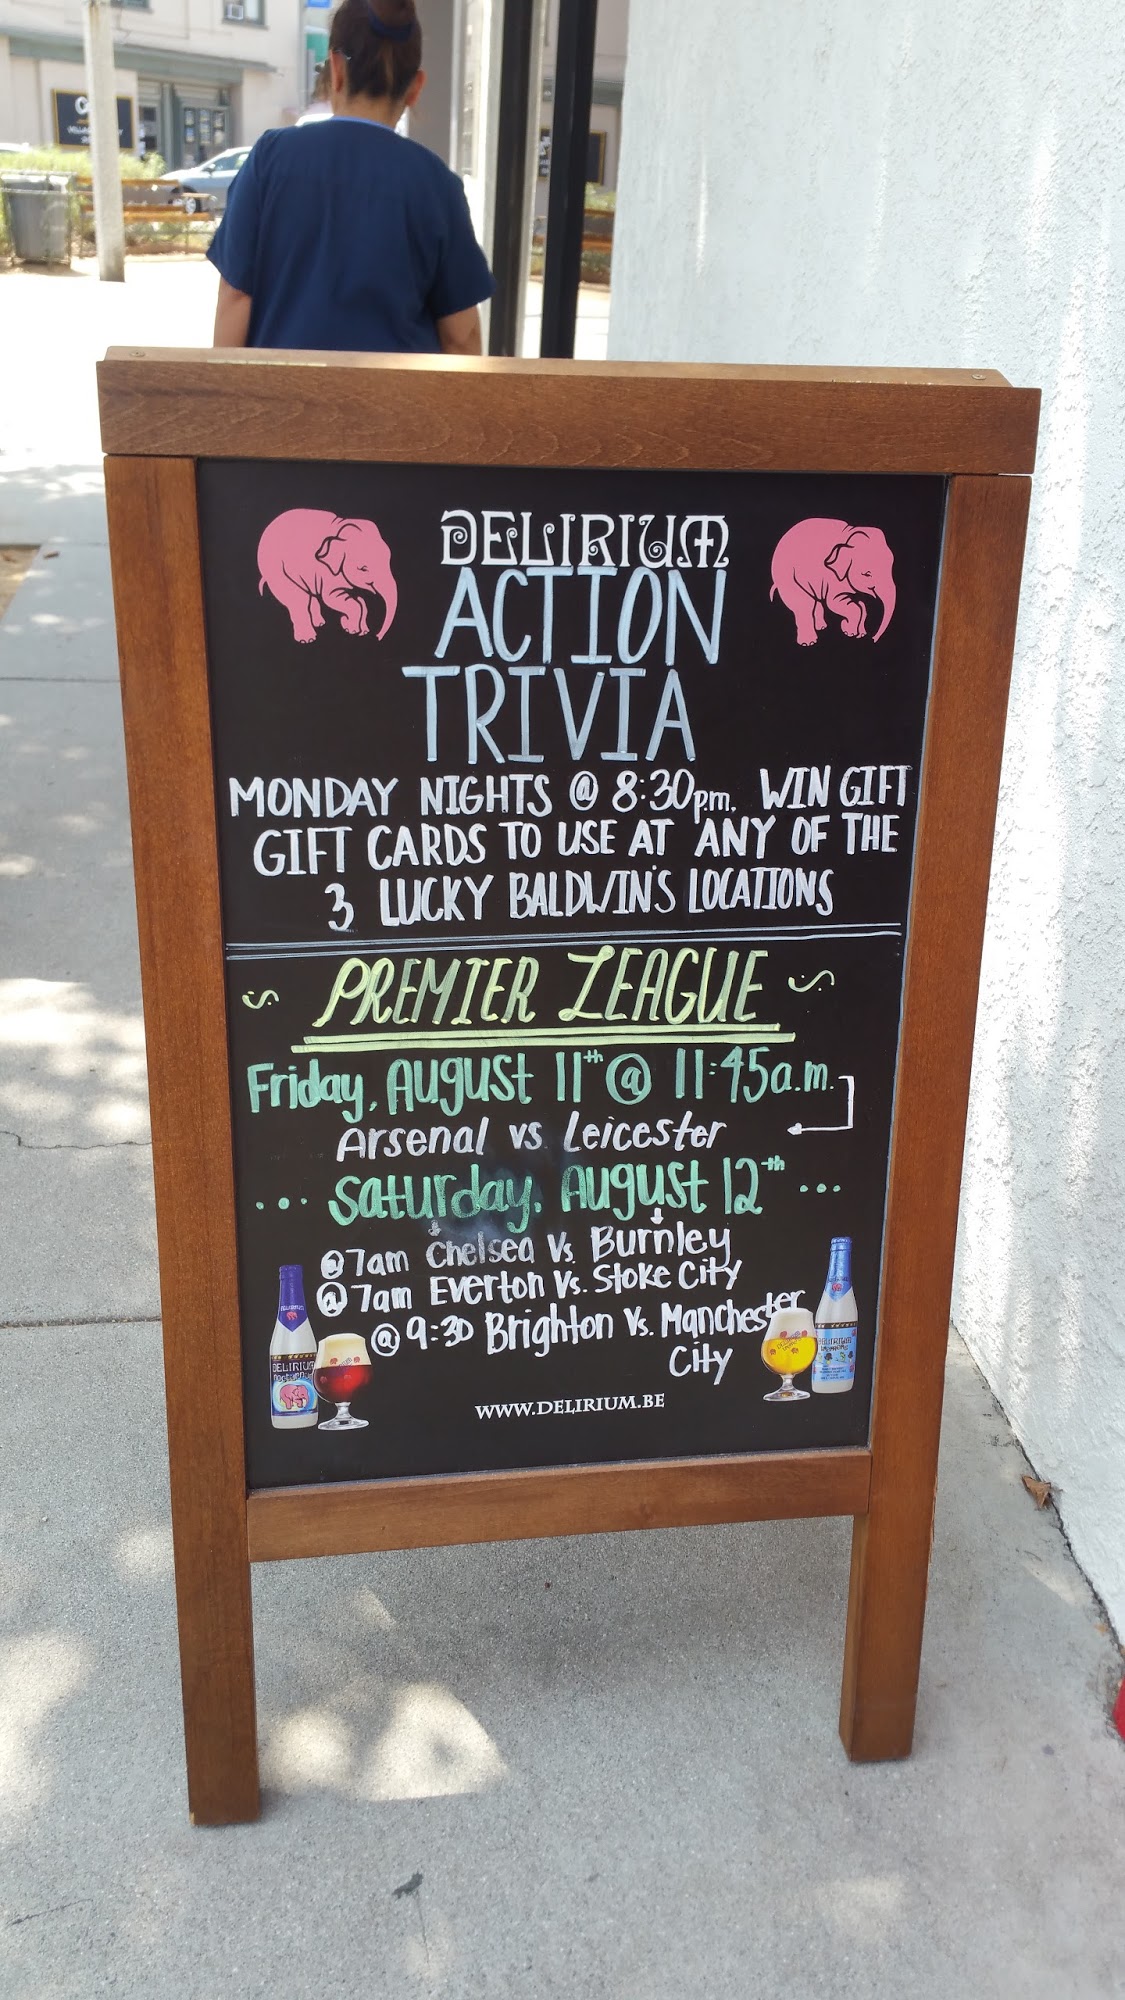 DELIRIUM
ACTION
TRIVIA
MONDAY NIGHTS @ 8:30p.m. WIN GIFT
GIFT CARDS TO USE AT ANY OF THE
3 LUCKY BALDWIN'S LOCATIONS
PREMIER LEAGUE
Friday, August 11th @ 11:45a.m.
Arsenal vs Leicester
... Saturday, August 12th ...
@ 7am Chelsea Vs. Burnley
@ 7am Everton Vs. Stoke City
@ 9:30 Brighton Vs. Manchester
City
DELIRIUM
DELIRIUM
WWW.DELIRIUM.BE